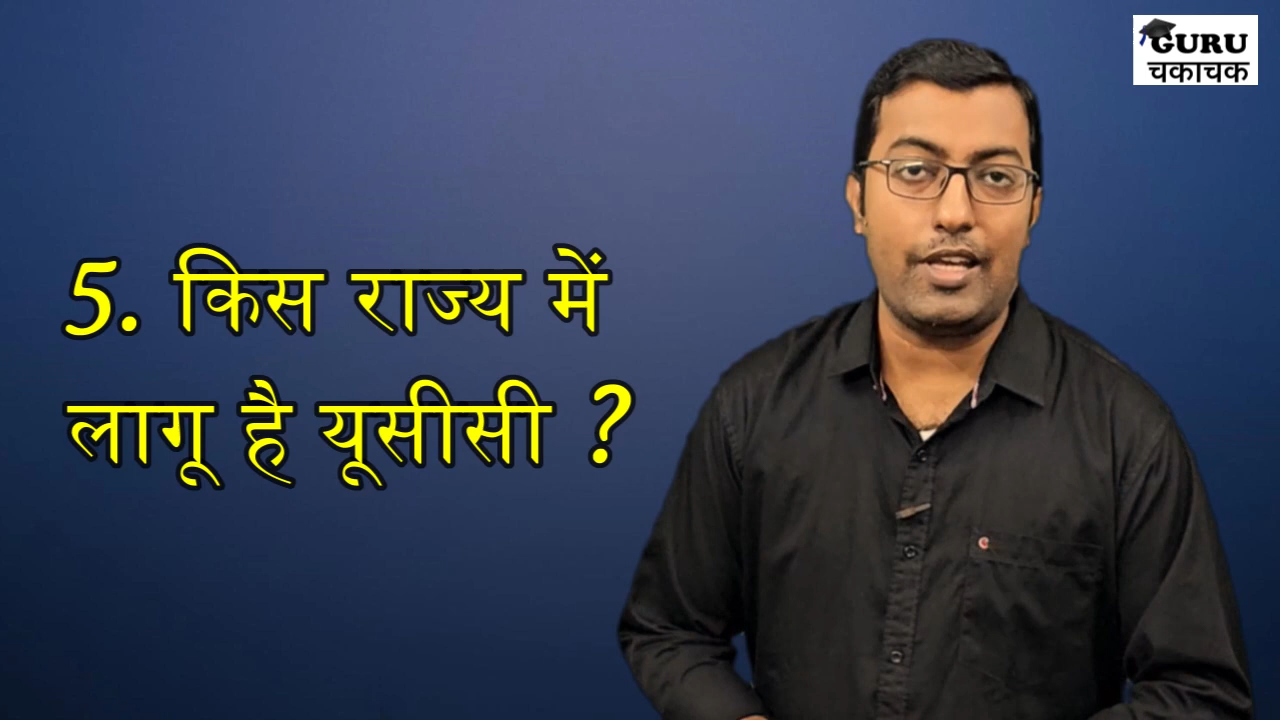 GURU
चकाचक
5. किस राज्य में
लागू है यूसीसी ?